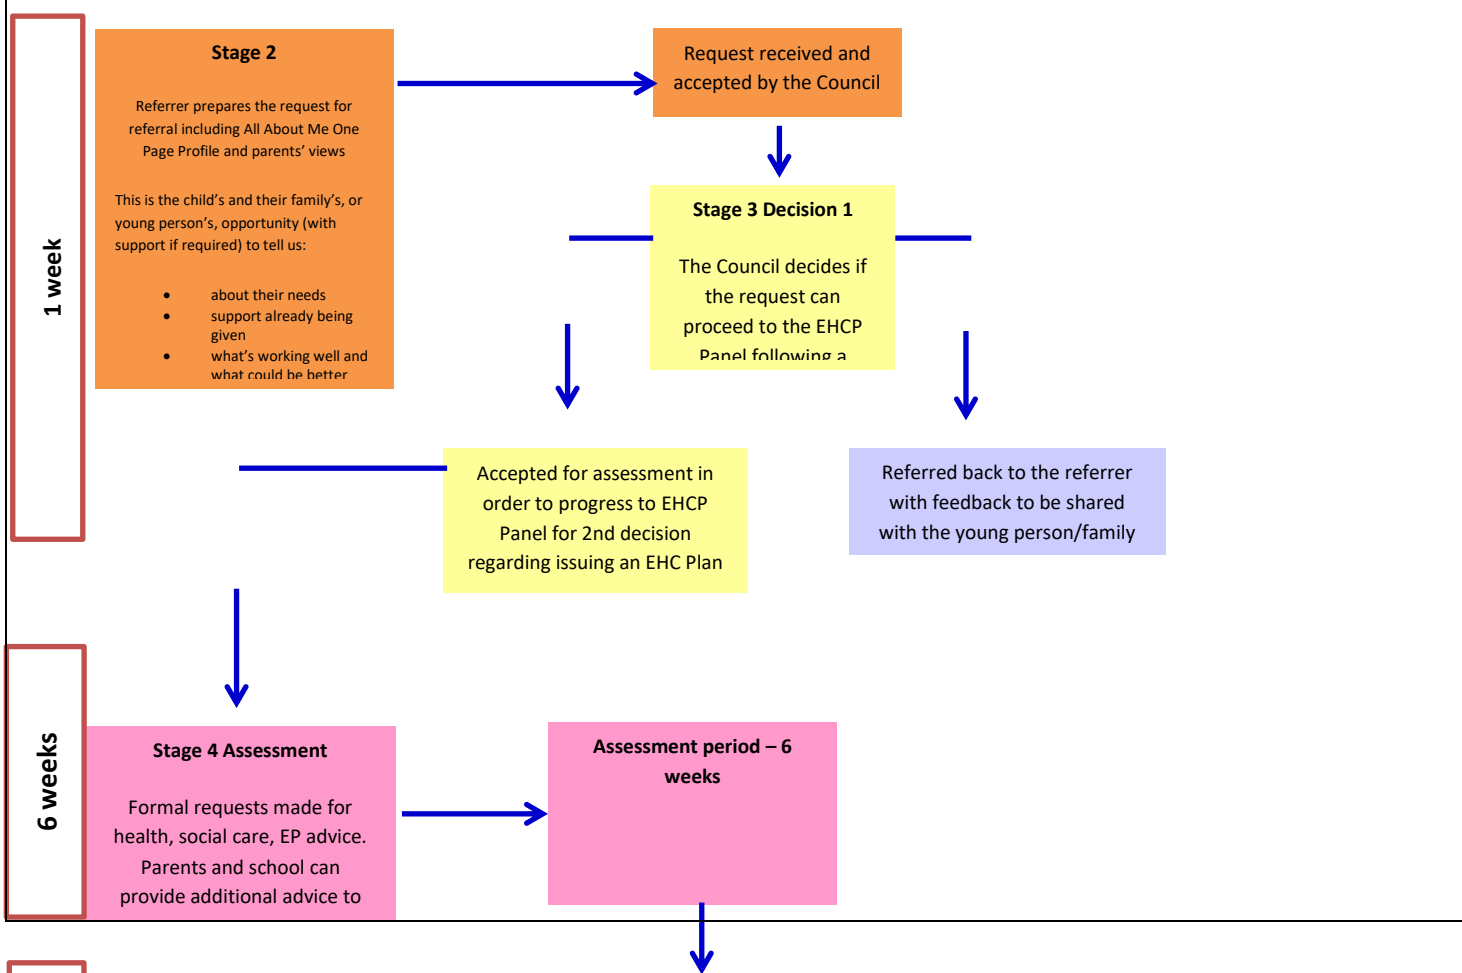 1 week
Stage 2
Referrer prepares the request for
referral including All About Me One
Page Profile and parents’ views
This is the child’s and their family’s, or
young person’s, opportunity (with
support if required) to tell us:
• about their needs
• support already being
given
• what’s working well and
what could be better
Request received and
accepted by the Council
Stage 3 Decision 1
The Council decides if
the request can
proceed to the EHCP
Panel following a
Accepted for assessment in
order to progress to EHCP
Panel for 2nd decision
regarding issuing an EHC Plan
Referred back to the referrer
with feedback to be shared
with the young person/family
6 weeks
Stage 4 Assessment
Formal requests made for
health, social care, EP advice.
Parents and school can
provide additional advice to
Assessment period – 6
weeks